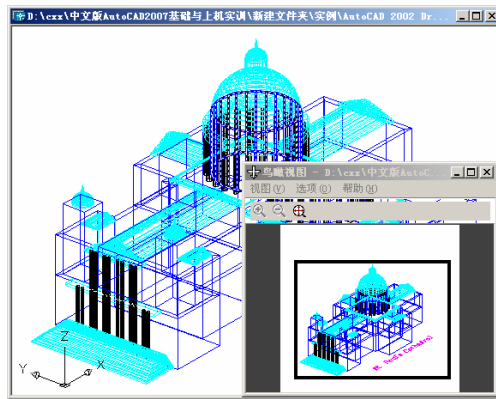 D:\cxx\中文版AutoCAD2007基础与上机实训\新建文件夹\实例\AutoCAD 2002 Dr..
鸟瞰视图 - D:\cxx\中文版AutoC..
视图(V) 选项(O) 帮助(H)
Z
Y
X
Cathedral